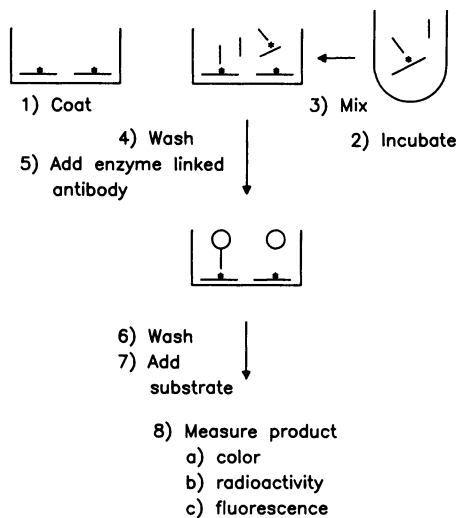 1) Coat
3) Mix
2) Incubate
4) Wash
5) Add enzyme linked
antibody
6) Wash
7) Add
substrate
8) Measure product
a) color
b) radioactivity
c) fluorescence